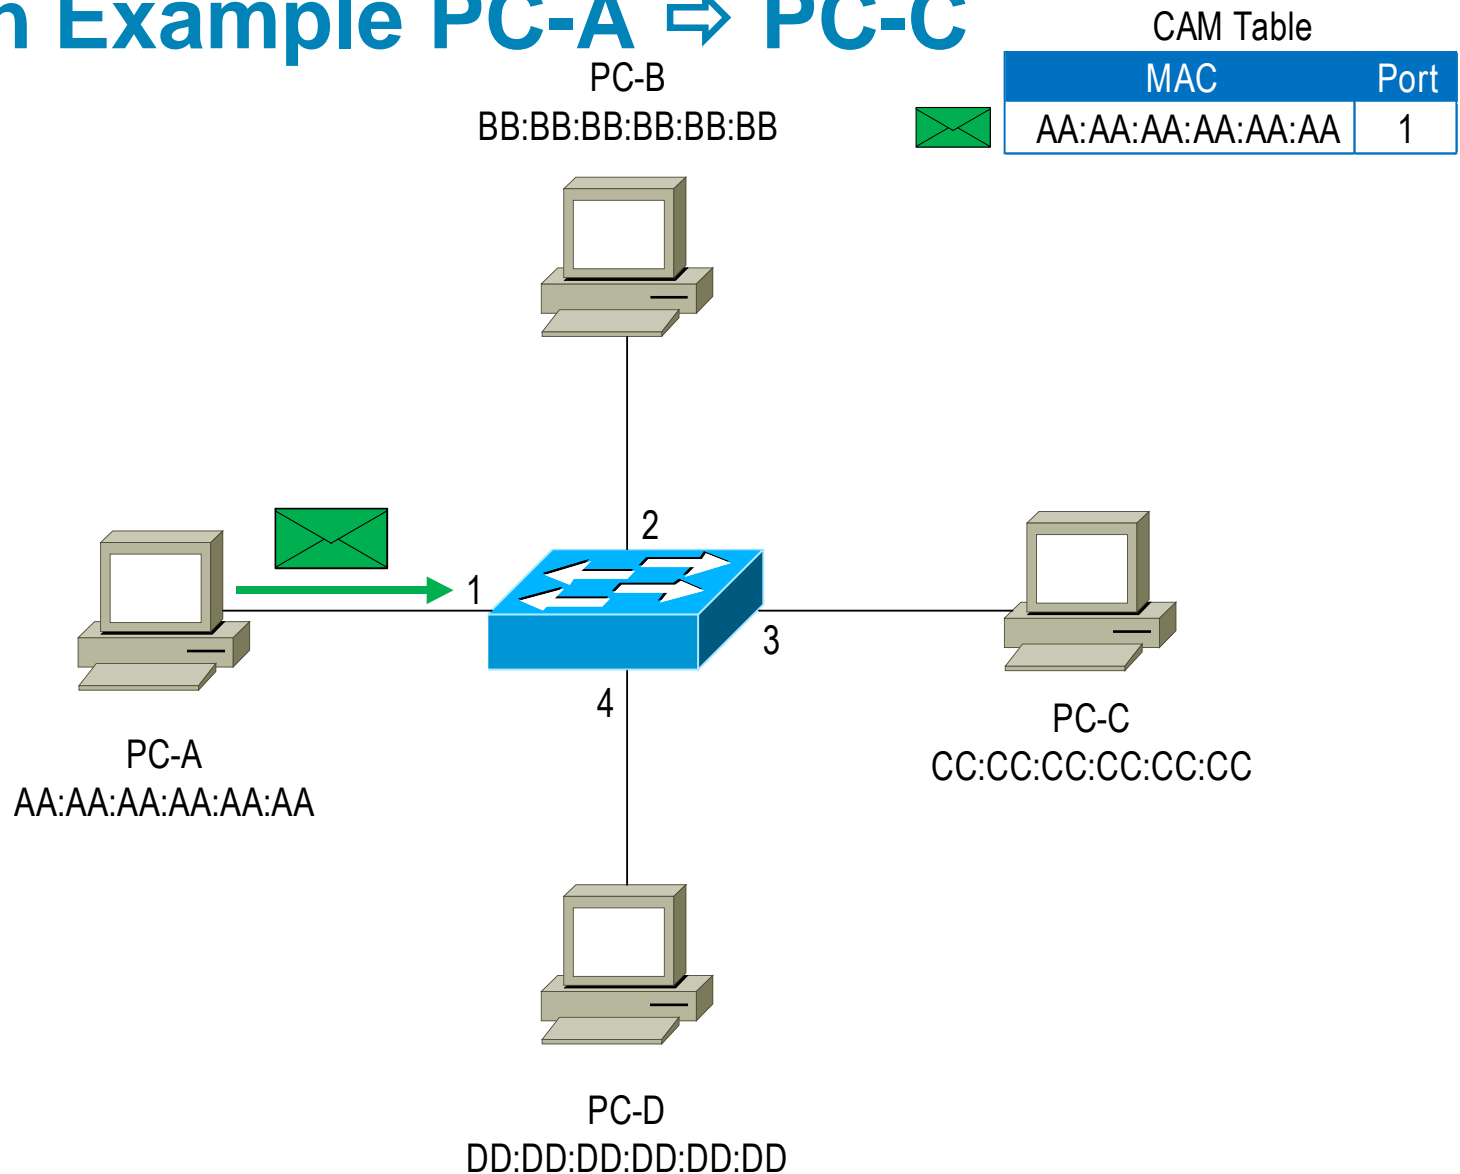 n Example PC-A ⇨ PC-C
CAM Table
MAC Port
AA:AA:AA:AA:AA:AA 1
PC-B
BB:BB:BB:BB:BB:BB
2
1
3
4
PC-C
CC:CC:CC:CC:CC:CC
PC-A
AA:AA:AA:AA:AA:AA
PC-D
DD:DD:DD:DD:DD:DD